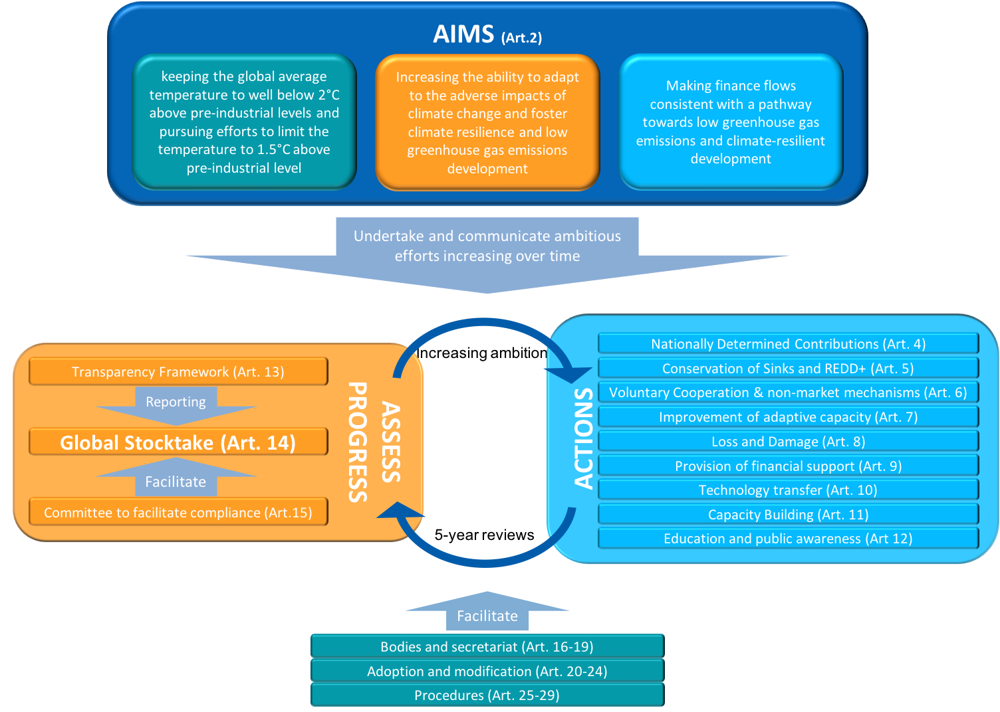 AIMS (Art.2)
keeping the global average
temperature to well below 2°C
above pre-industrial levels and
pursuing efforts to limit the
temperature to 1.5°C above
pre-industrial level
Increasing the ability to adapt
to the adverse impacts of
climate change and foster
climate resilience and low
greenhouse gas emissions
development
Making finance flows
consistent with a pathway
towards low greenhouse gas
emissions and climate-resilient
development
Undertake and communicate ambitious
efforts increasing over time
Transparency Framework (Art. 13)
Reporting
Global Stocktake (Art. 14)
Facilitate
Committee to facilitate compliance (Art.15)
ASSESS
PROGRESS
Increasing ambition
5-year reviews
ACTIONS
Nationally Determined Contributions (Art. 4)
Conservation of Sinks and REDD+ (Art. 5)
Voluntary Cooperation & non-market mechanisms (Art. 6)
Improvement of adaptive capacity (Art. 7)
Loss and Damage (Art. 8)
Provision of financial support (Art. 9)
Technology transfer (Art. 10)
Capacity Building (Art. 11)
Education and public awareness (Art 12)
Facilitate
Bodies and secretariat (Art. 16-19)
Adoption and modification (Art. 20-24)
Procedures (Art. 25-29)